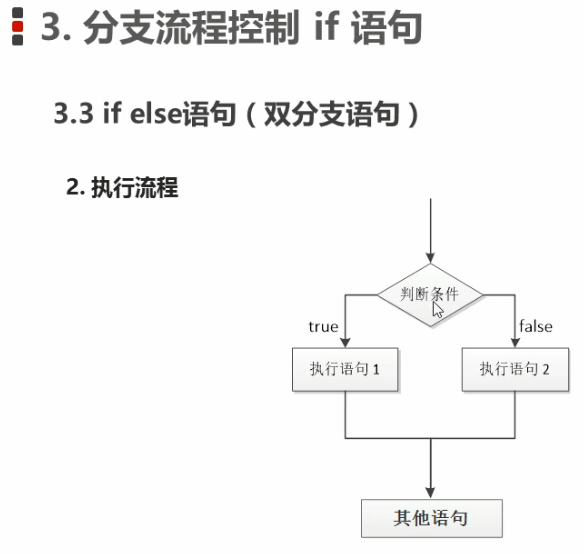 3. 分支流程控制 if 语句
3.3 if else语句（双分支语句）
2. 执行流程
判断条件
true
false
执行语句 1
执行语句 2
其他语句